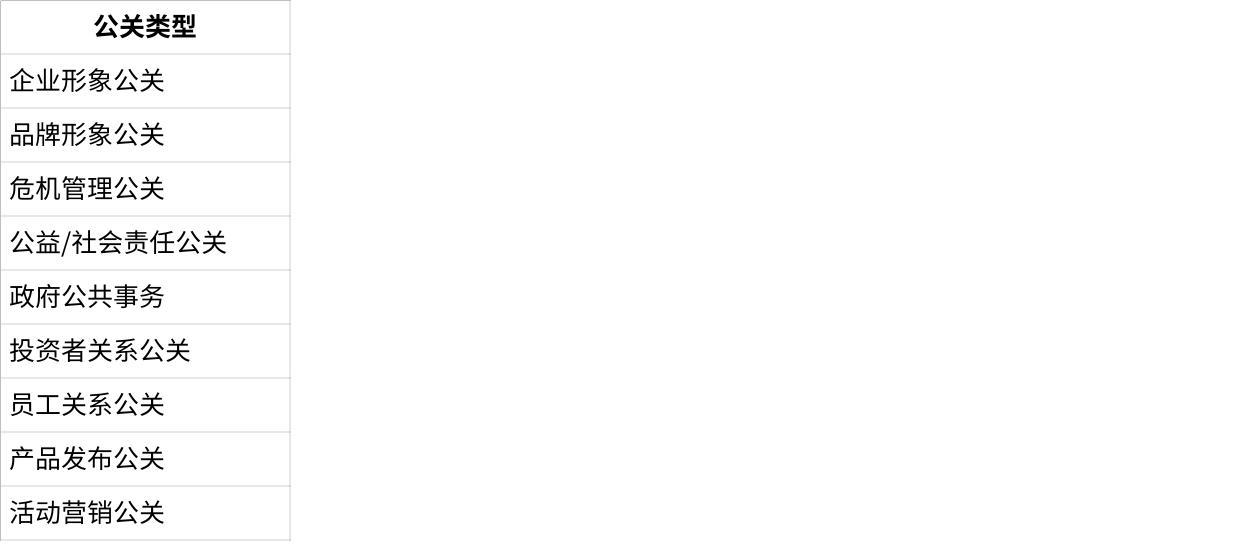 公关类型
企业形象公关
品牌形象公关
危机管理公关
公益/社会责任公关
政府公共事务
投资者关系公关
员工关系公关
产品发布公关
活动营销公关